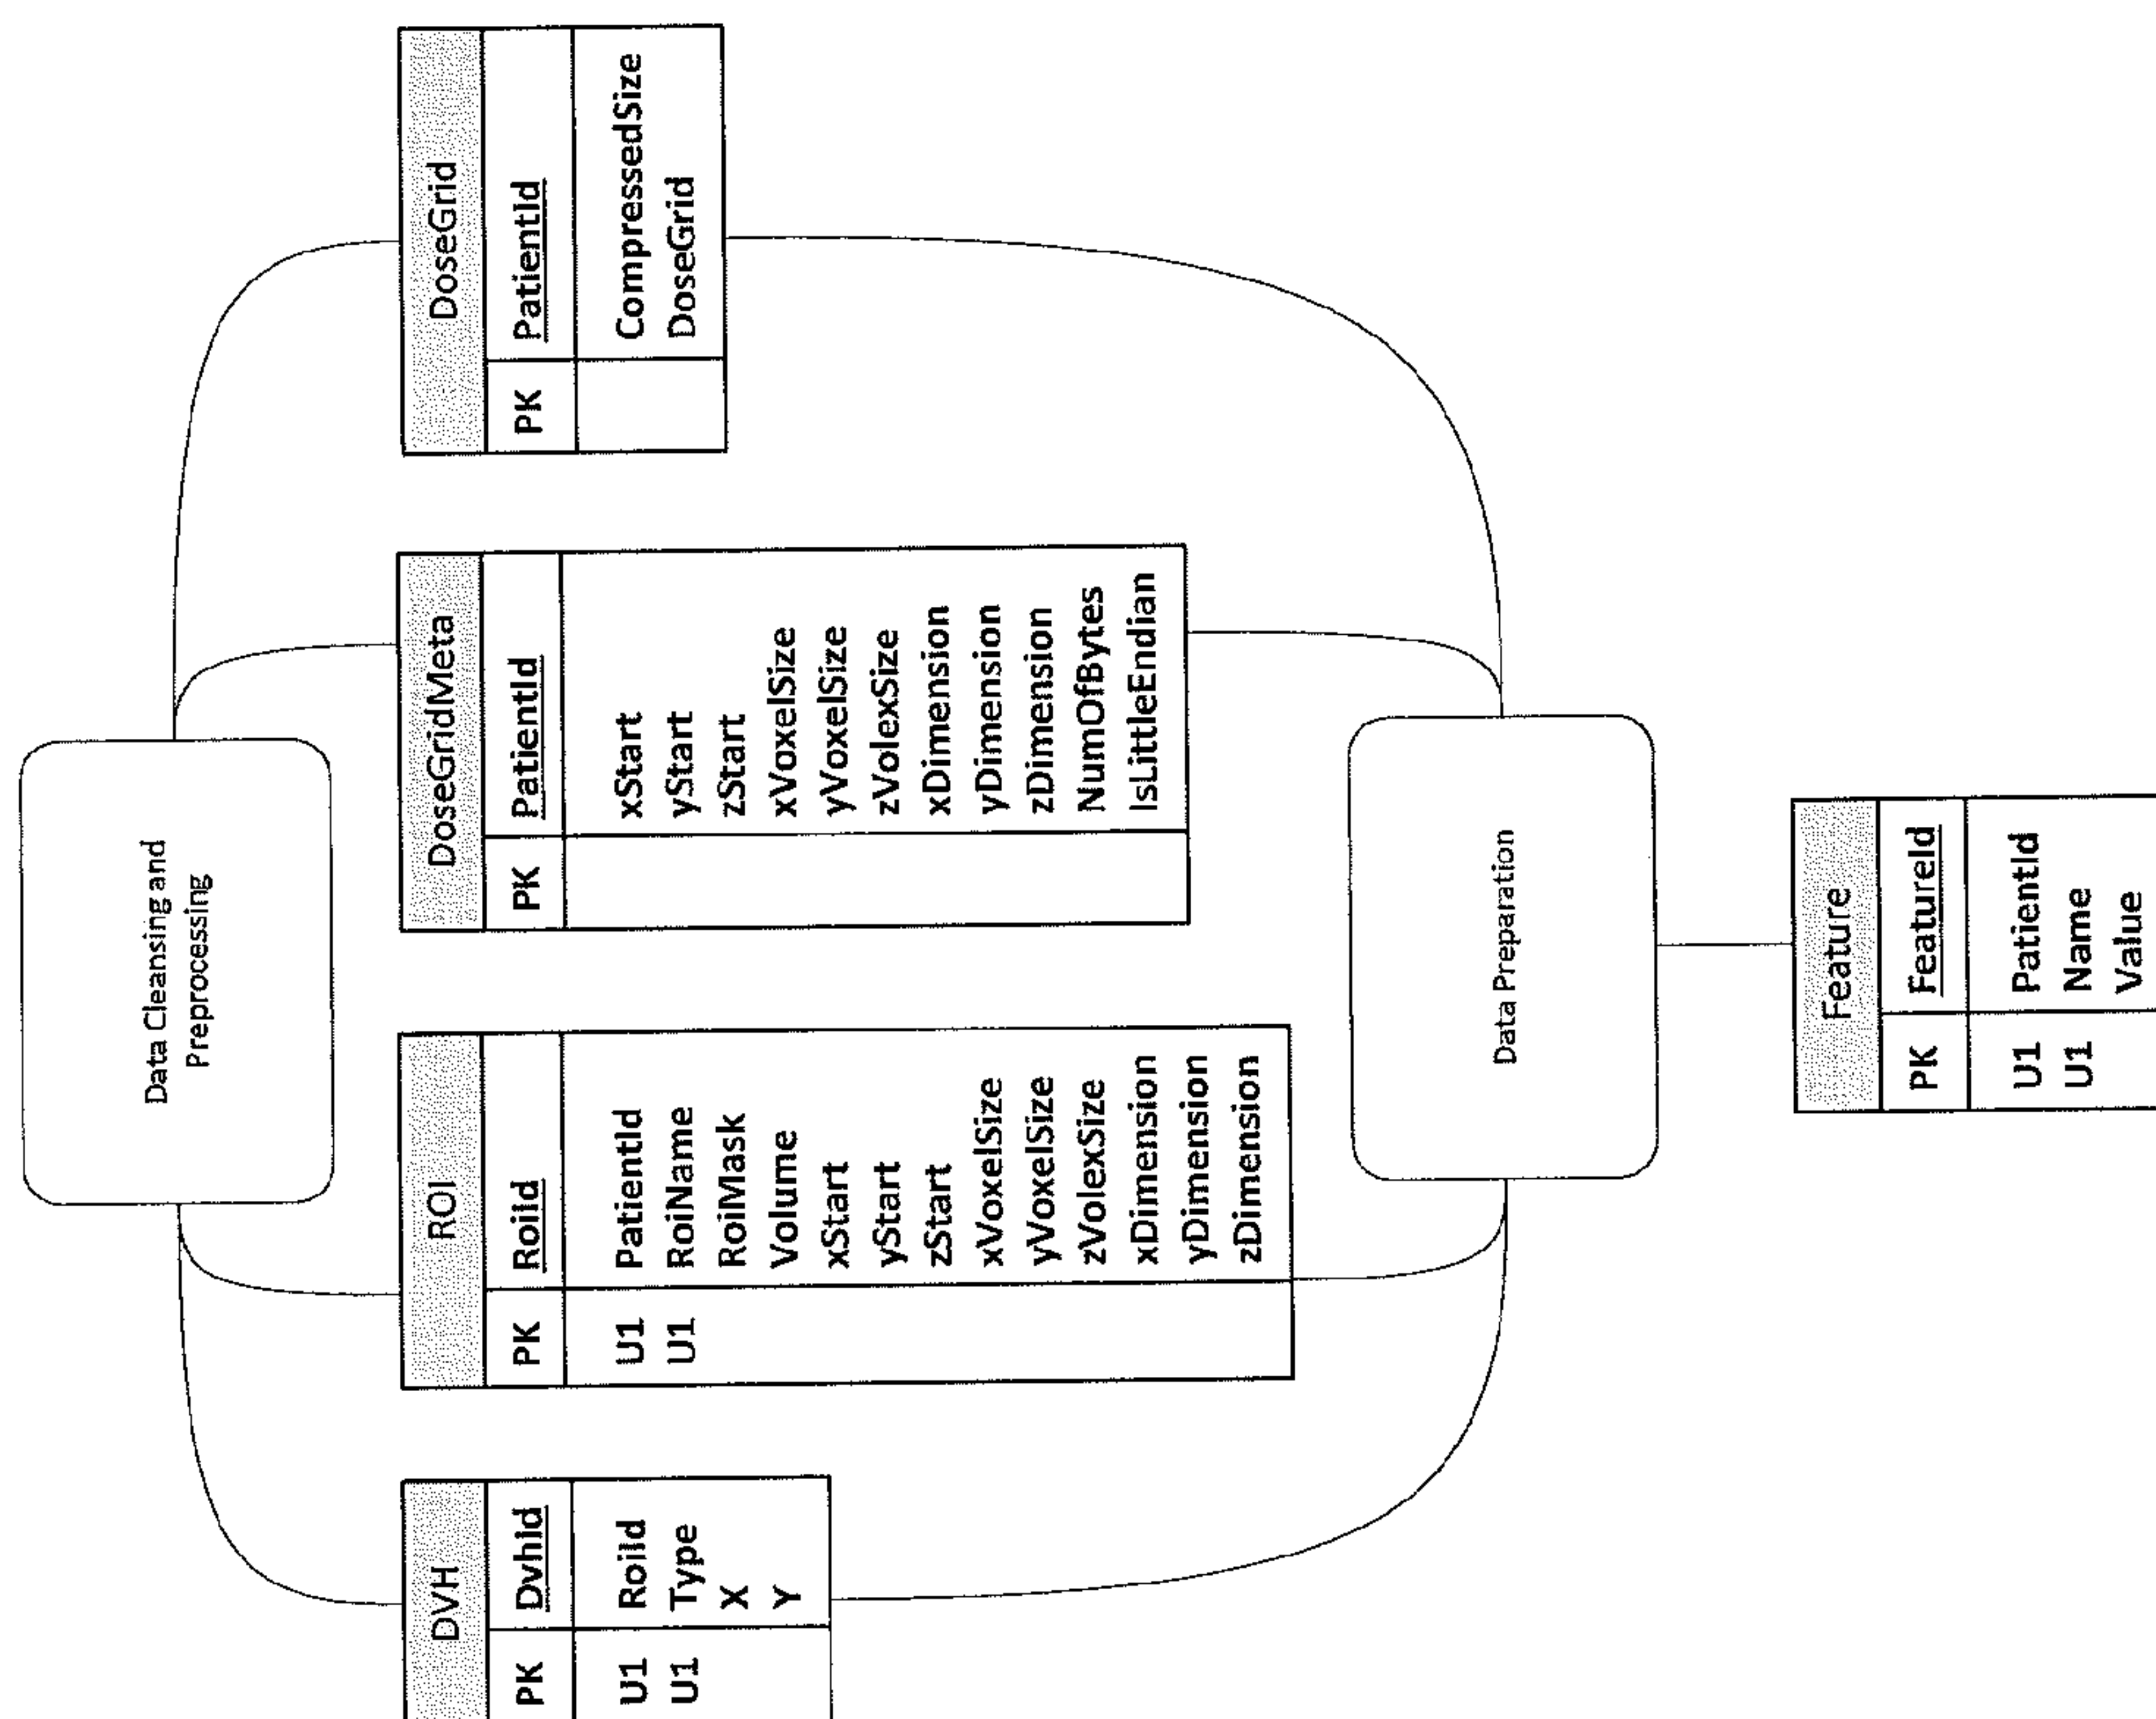 Data Cleansing and
Preprocessing
DVH
PK DvhId
U1 RoiId
U1 Type
X
Y
ROI
PK RoiId
U1 PatientId
U1 RoiName
RoiMask
Volume
xStart
yStart
zStart
xVoxelSize
yVoxelSize
zVolexSize
xDimension
yDimension
zDimension
DoseGridMeta
PK PatientId
xStart
yStart
zStart
xVoxelSize
yVoxelSize
zVolexSize
xDimension
yDimension
zDimension
NumOfBytes
IsLittleEndian
DoseGrid
PK PatientId
CompressedSize
DoseGrid
Data Preparation
Feature
PK FeatureId
U1 PatientId
U1 Name
Value